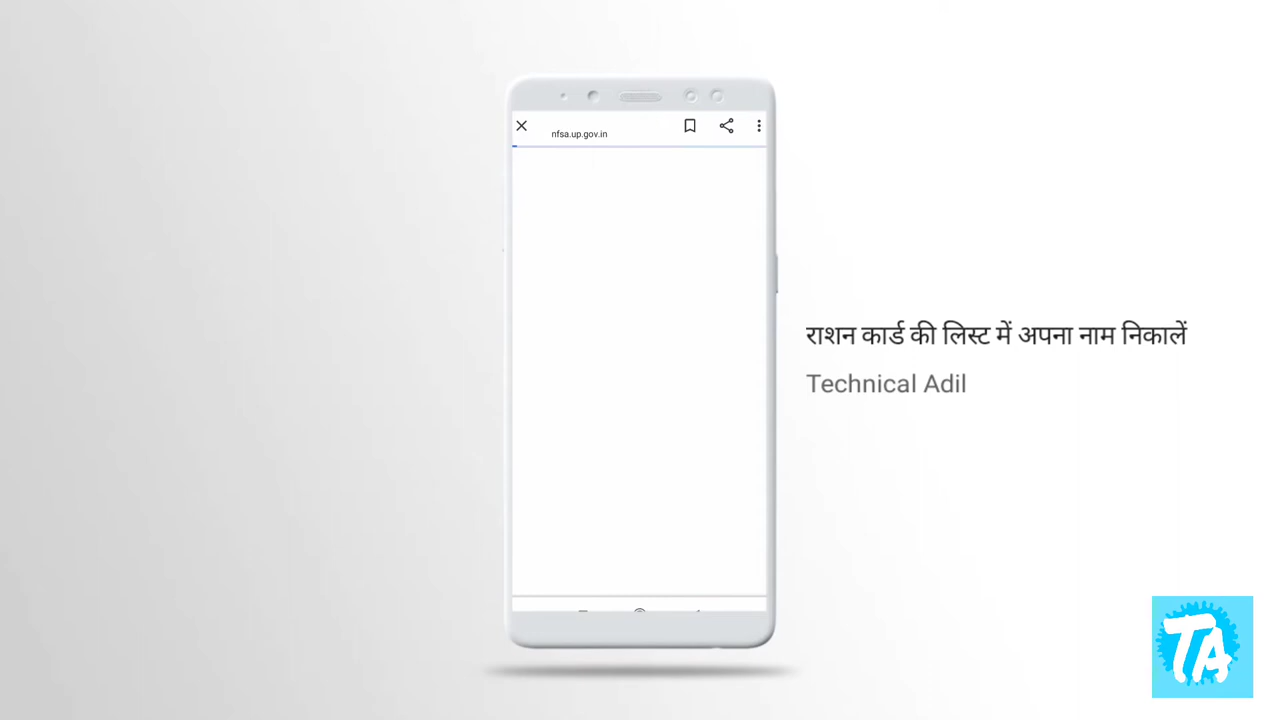 nfsa.up.gov.in
राशन कार्ड की लिस्ट में अपना नाम निकालें
Technical Adil
TA